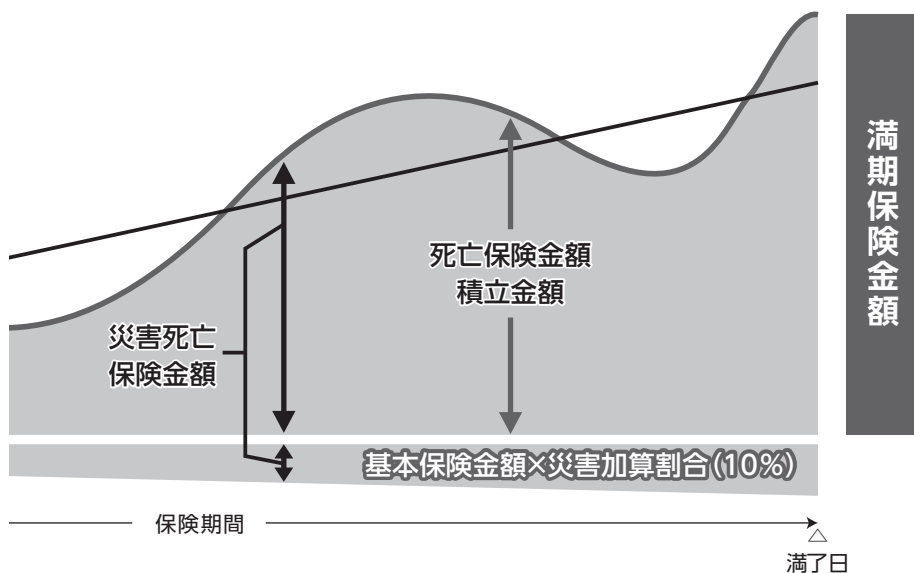 満期保険金額
死亡保険金額
積立金額
災害死亡
保険金額
基本保険金額×災害加算割合(10%)
保険期間
満了日